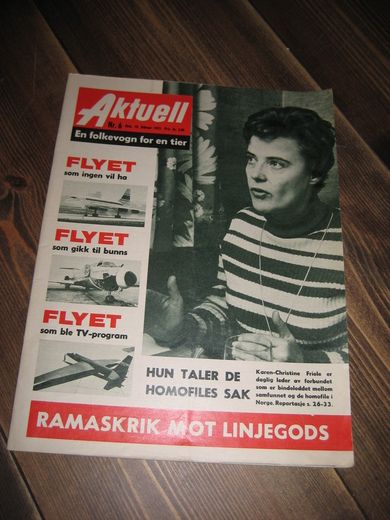 Aktuell
Nr. 6
En folkevogn for en tier
FLYET
som ingen vil ha
FLYET
som gikk til bunns
FLYET
som ble TV-program
HUN TALER DE
HOMOFILES SAK
Karen-Christine Friele er
daglig leder av forbundet
som er bindeleddet mellom
samfunnet og de homofile i
Norge. Reportasje s. 26-33.
RAMASKRIK MOT LINJEGODS